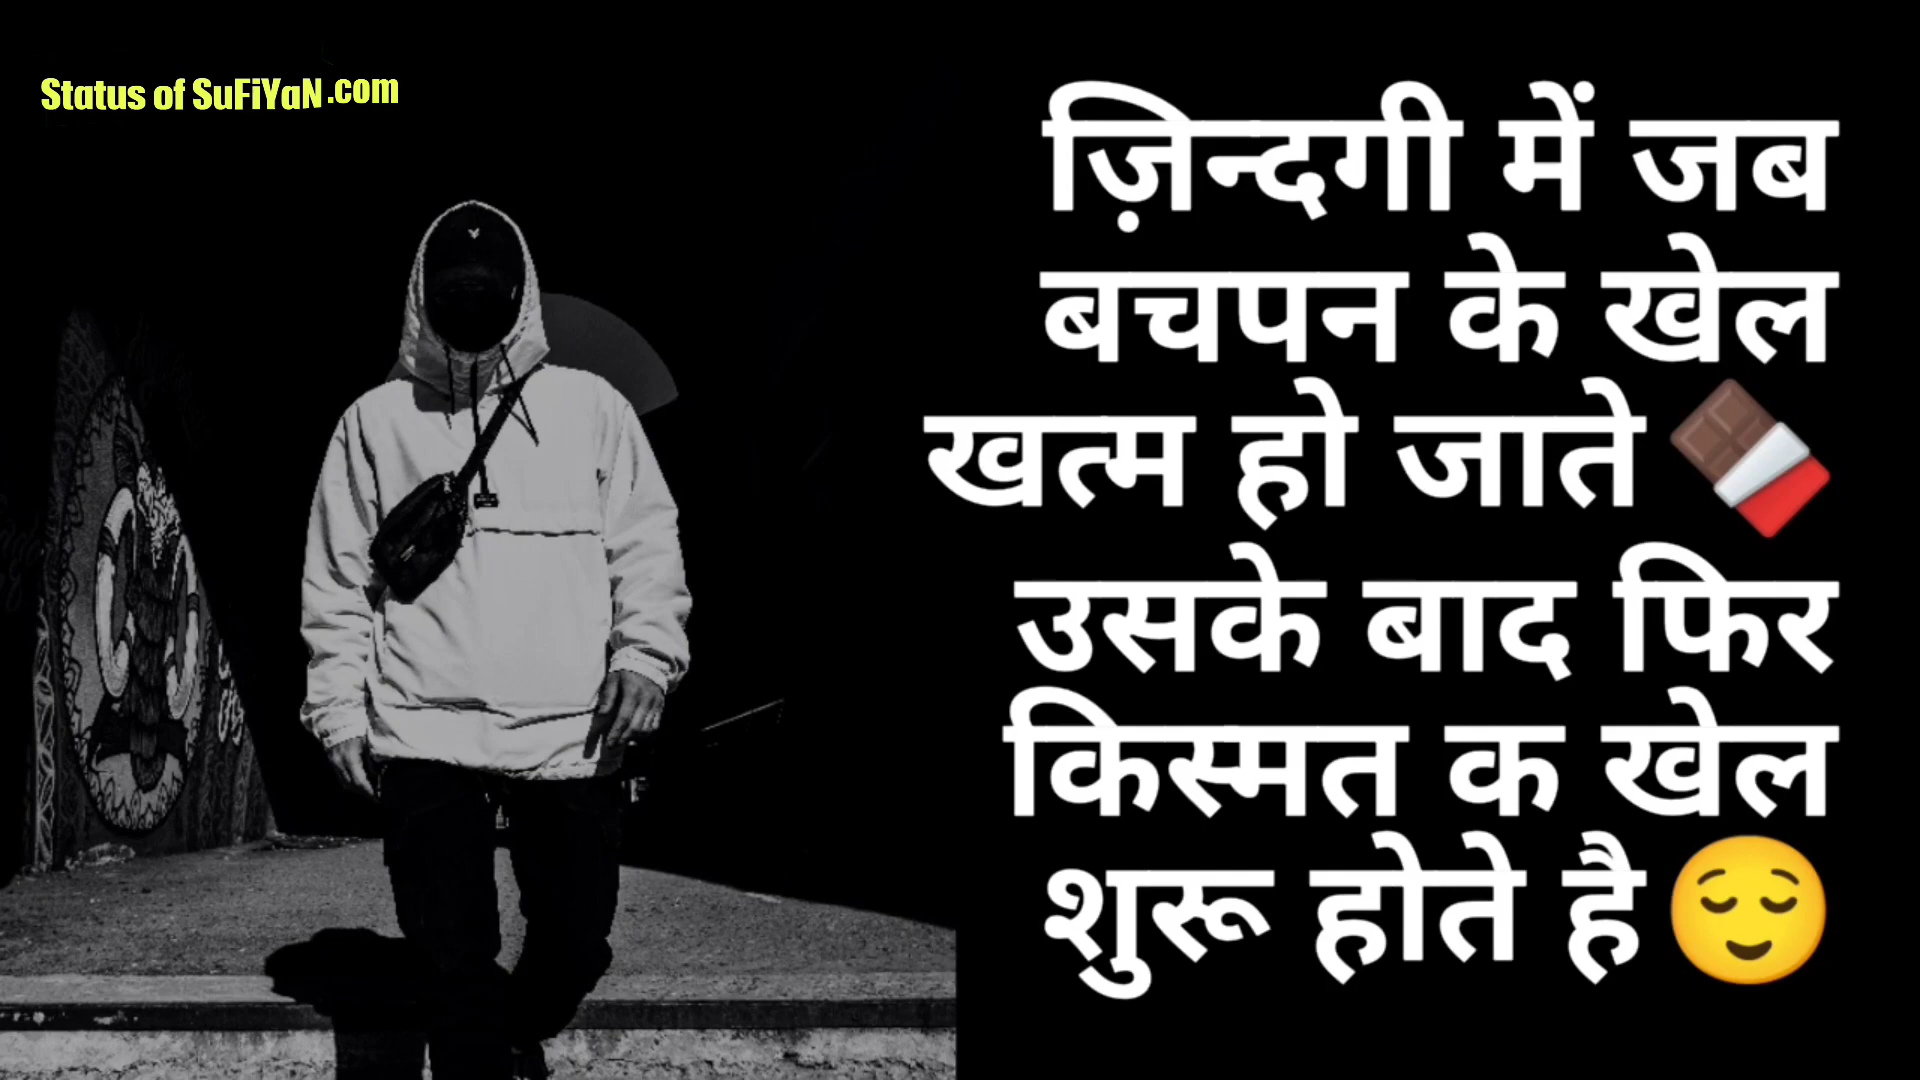 Status of SuFiYaN.com
ज़िन्दगी में जब
बचपन के खेल
खत्म हो जाते🍫
उसके बाद फिर
किस्मत क खेल
शुरू होते है😌